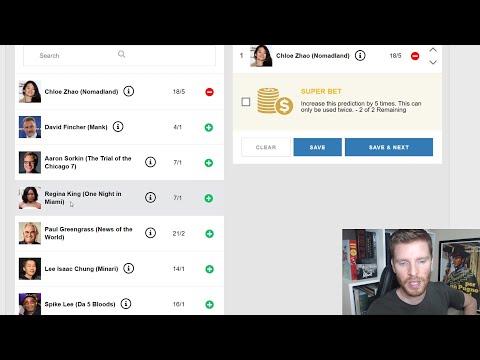 Search
Chloe Zhao (Nomadland)
18/5
David Fincher (Mank)
4/1
Aaron Sorkin (The Trial of the
Chicago 7)
7/1
Regina King (One Night in
Miami)
7/1
Paul Greengrass (News of the
World)
21/2
Lee Isaac Chung (Minari)
14/1
Spike Lee (Da 5 Bloods)
16/1
1 Chloe Zhao (Nomadland) 18/5
SUPER BET
Increase this prediction by 5 times. This can
only be used twice. - 2 of 2 Remaining
CLEAR
SAVE
SAVE & NEXT
per
Pugno